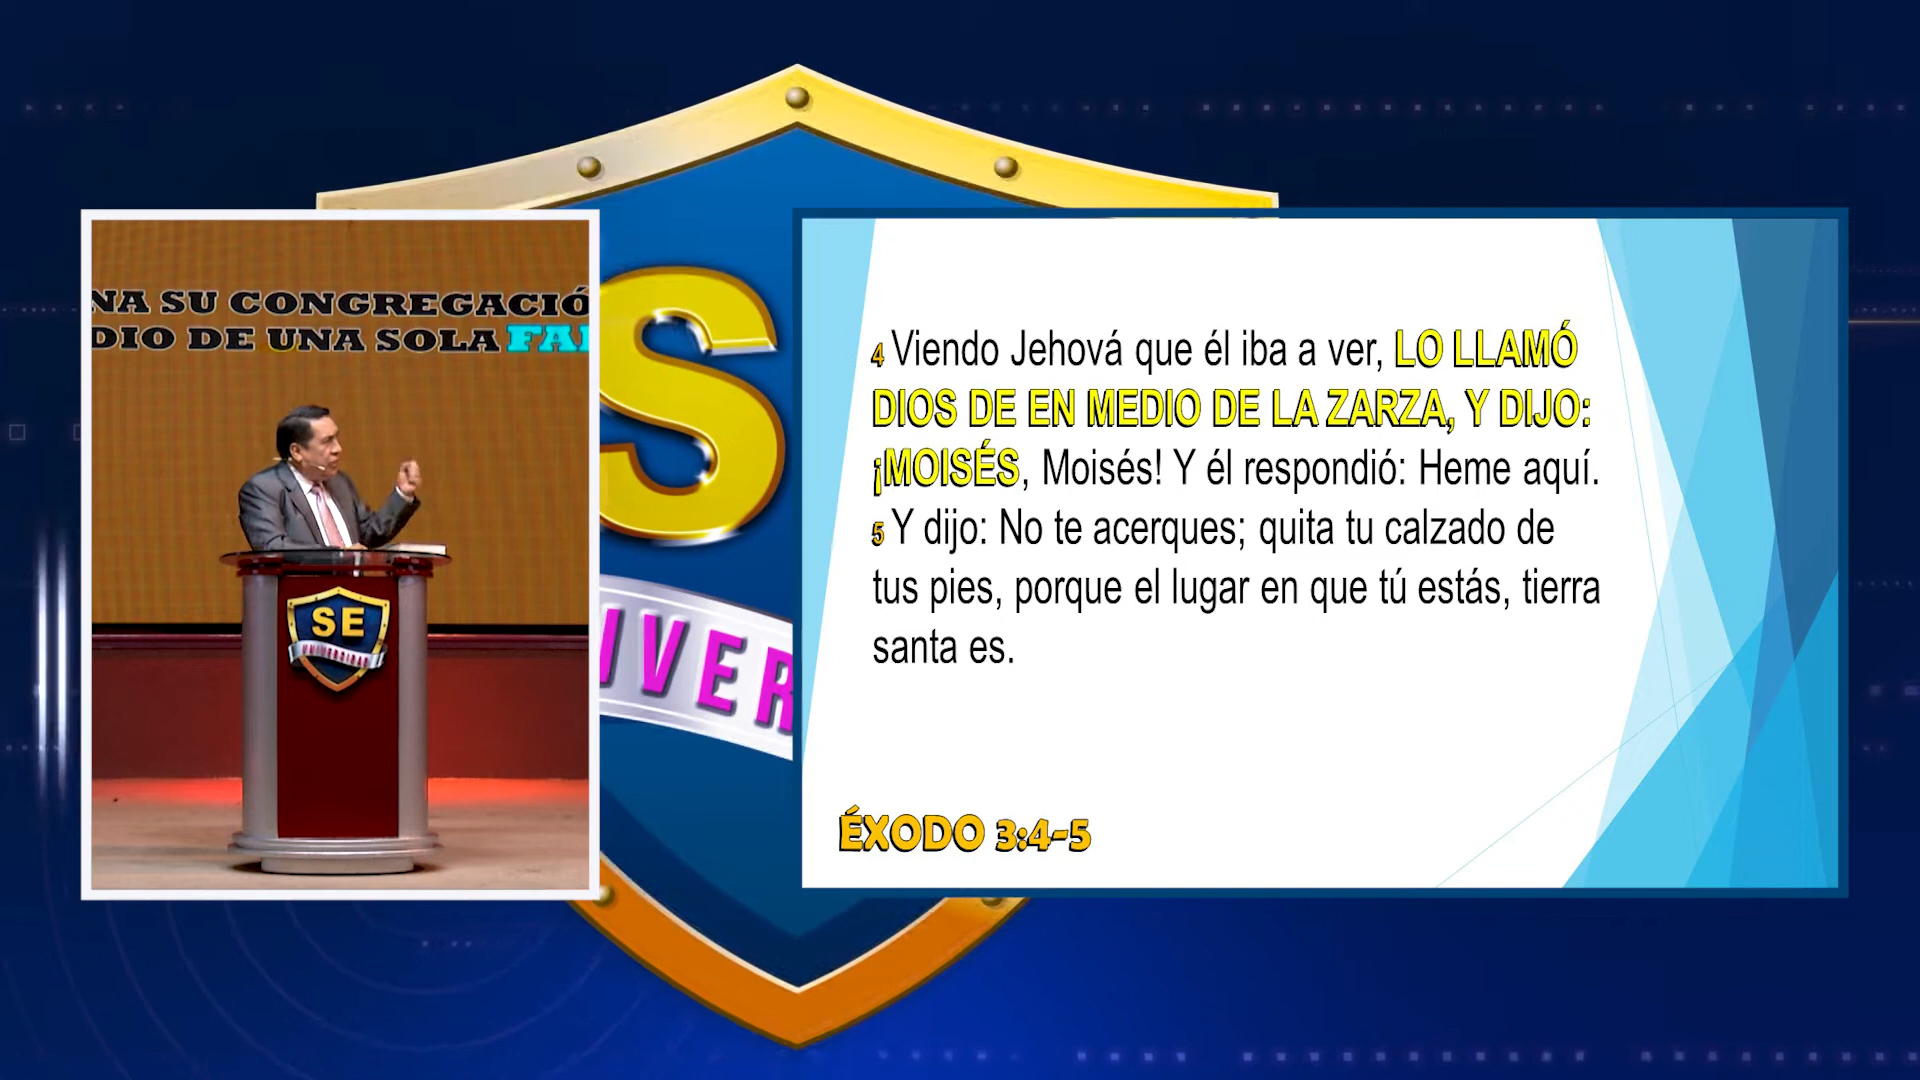 NA SU CONGREGACIÓ
DIO DE UNA SOLA FA
SE
UNIVERSIDAD
S
IVER
4 Viendo Jehová que él iba a ver, LO LLAMÓ
DIOS DE EN MEDIO DE LA ZARZA, Y DIJO:
¡MOISÉS, Moisés! Y él respondió: Heme aquí.
5 Y dijo: No te acerques; quita tu calzado de
tus pies, porque el lugar en que tú estás, tierra
santa es.
ÉXODO 3:4-5